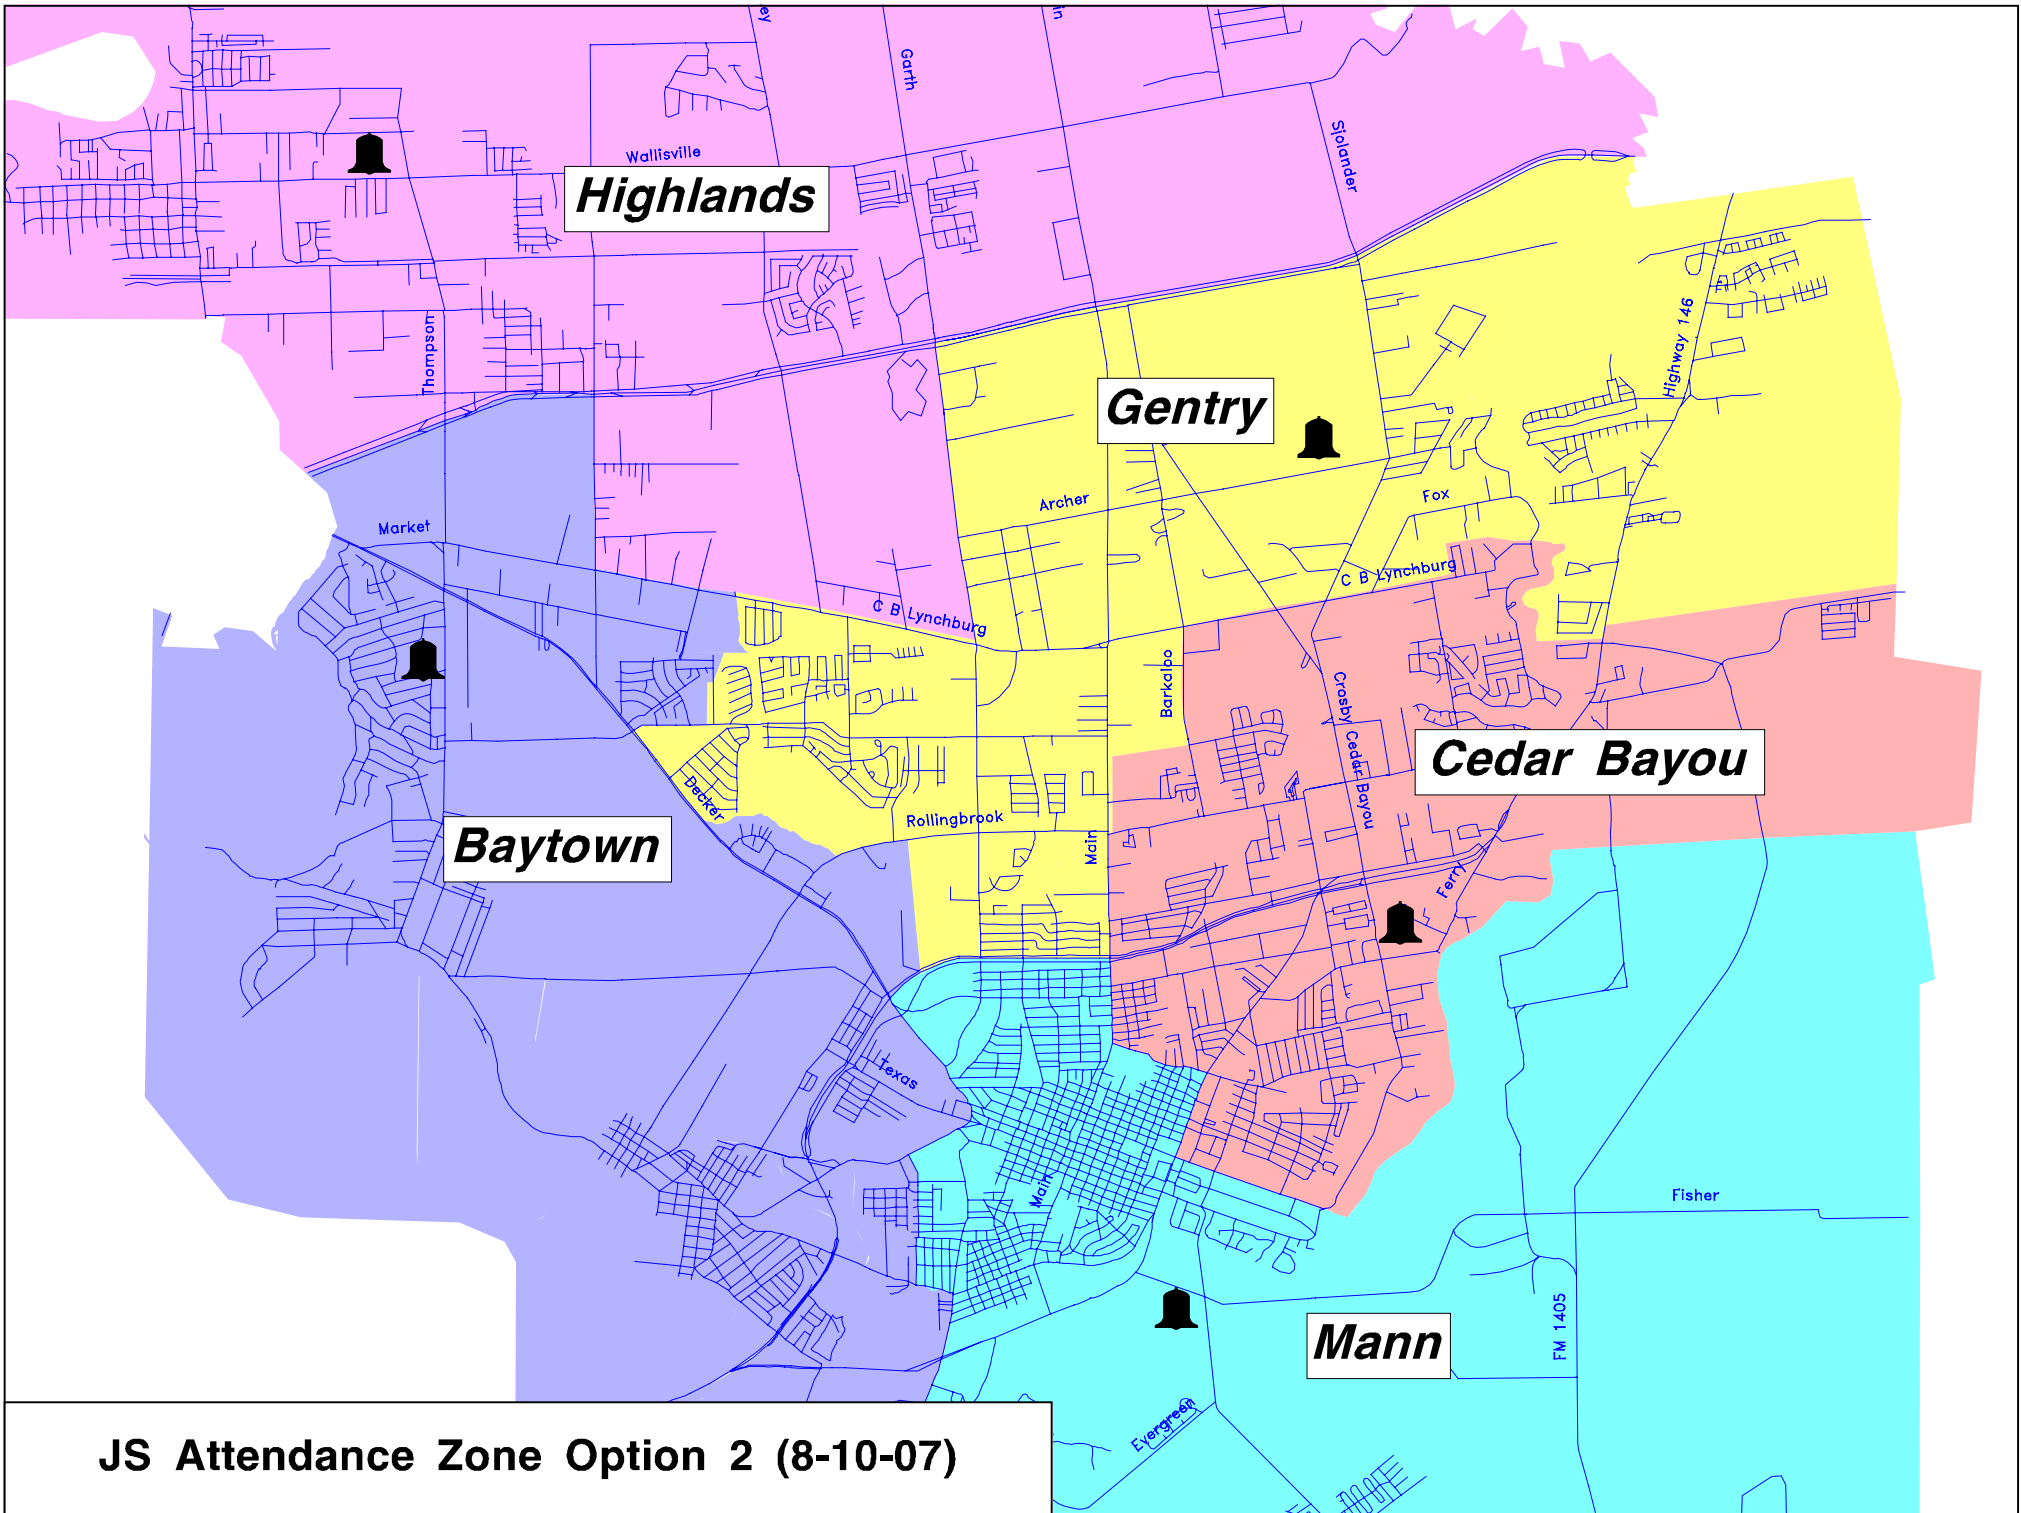 ey
in
Garth
Sjolander
Wallisville
Highlands
Thompson
Highway 146
Gentry
Archer
Fox
Market
C B Lynchburg
C B Lynchburg
Barkaloo
Crosby Cedar Bayou
Cedar Bayou
Decker
Rollingbrook
Main
Baytown
Ferry
Texas
Main
Fisher
FM 1405
Mann
Evergreen
JS Attendance Zone Option 2 (8-10-07)